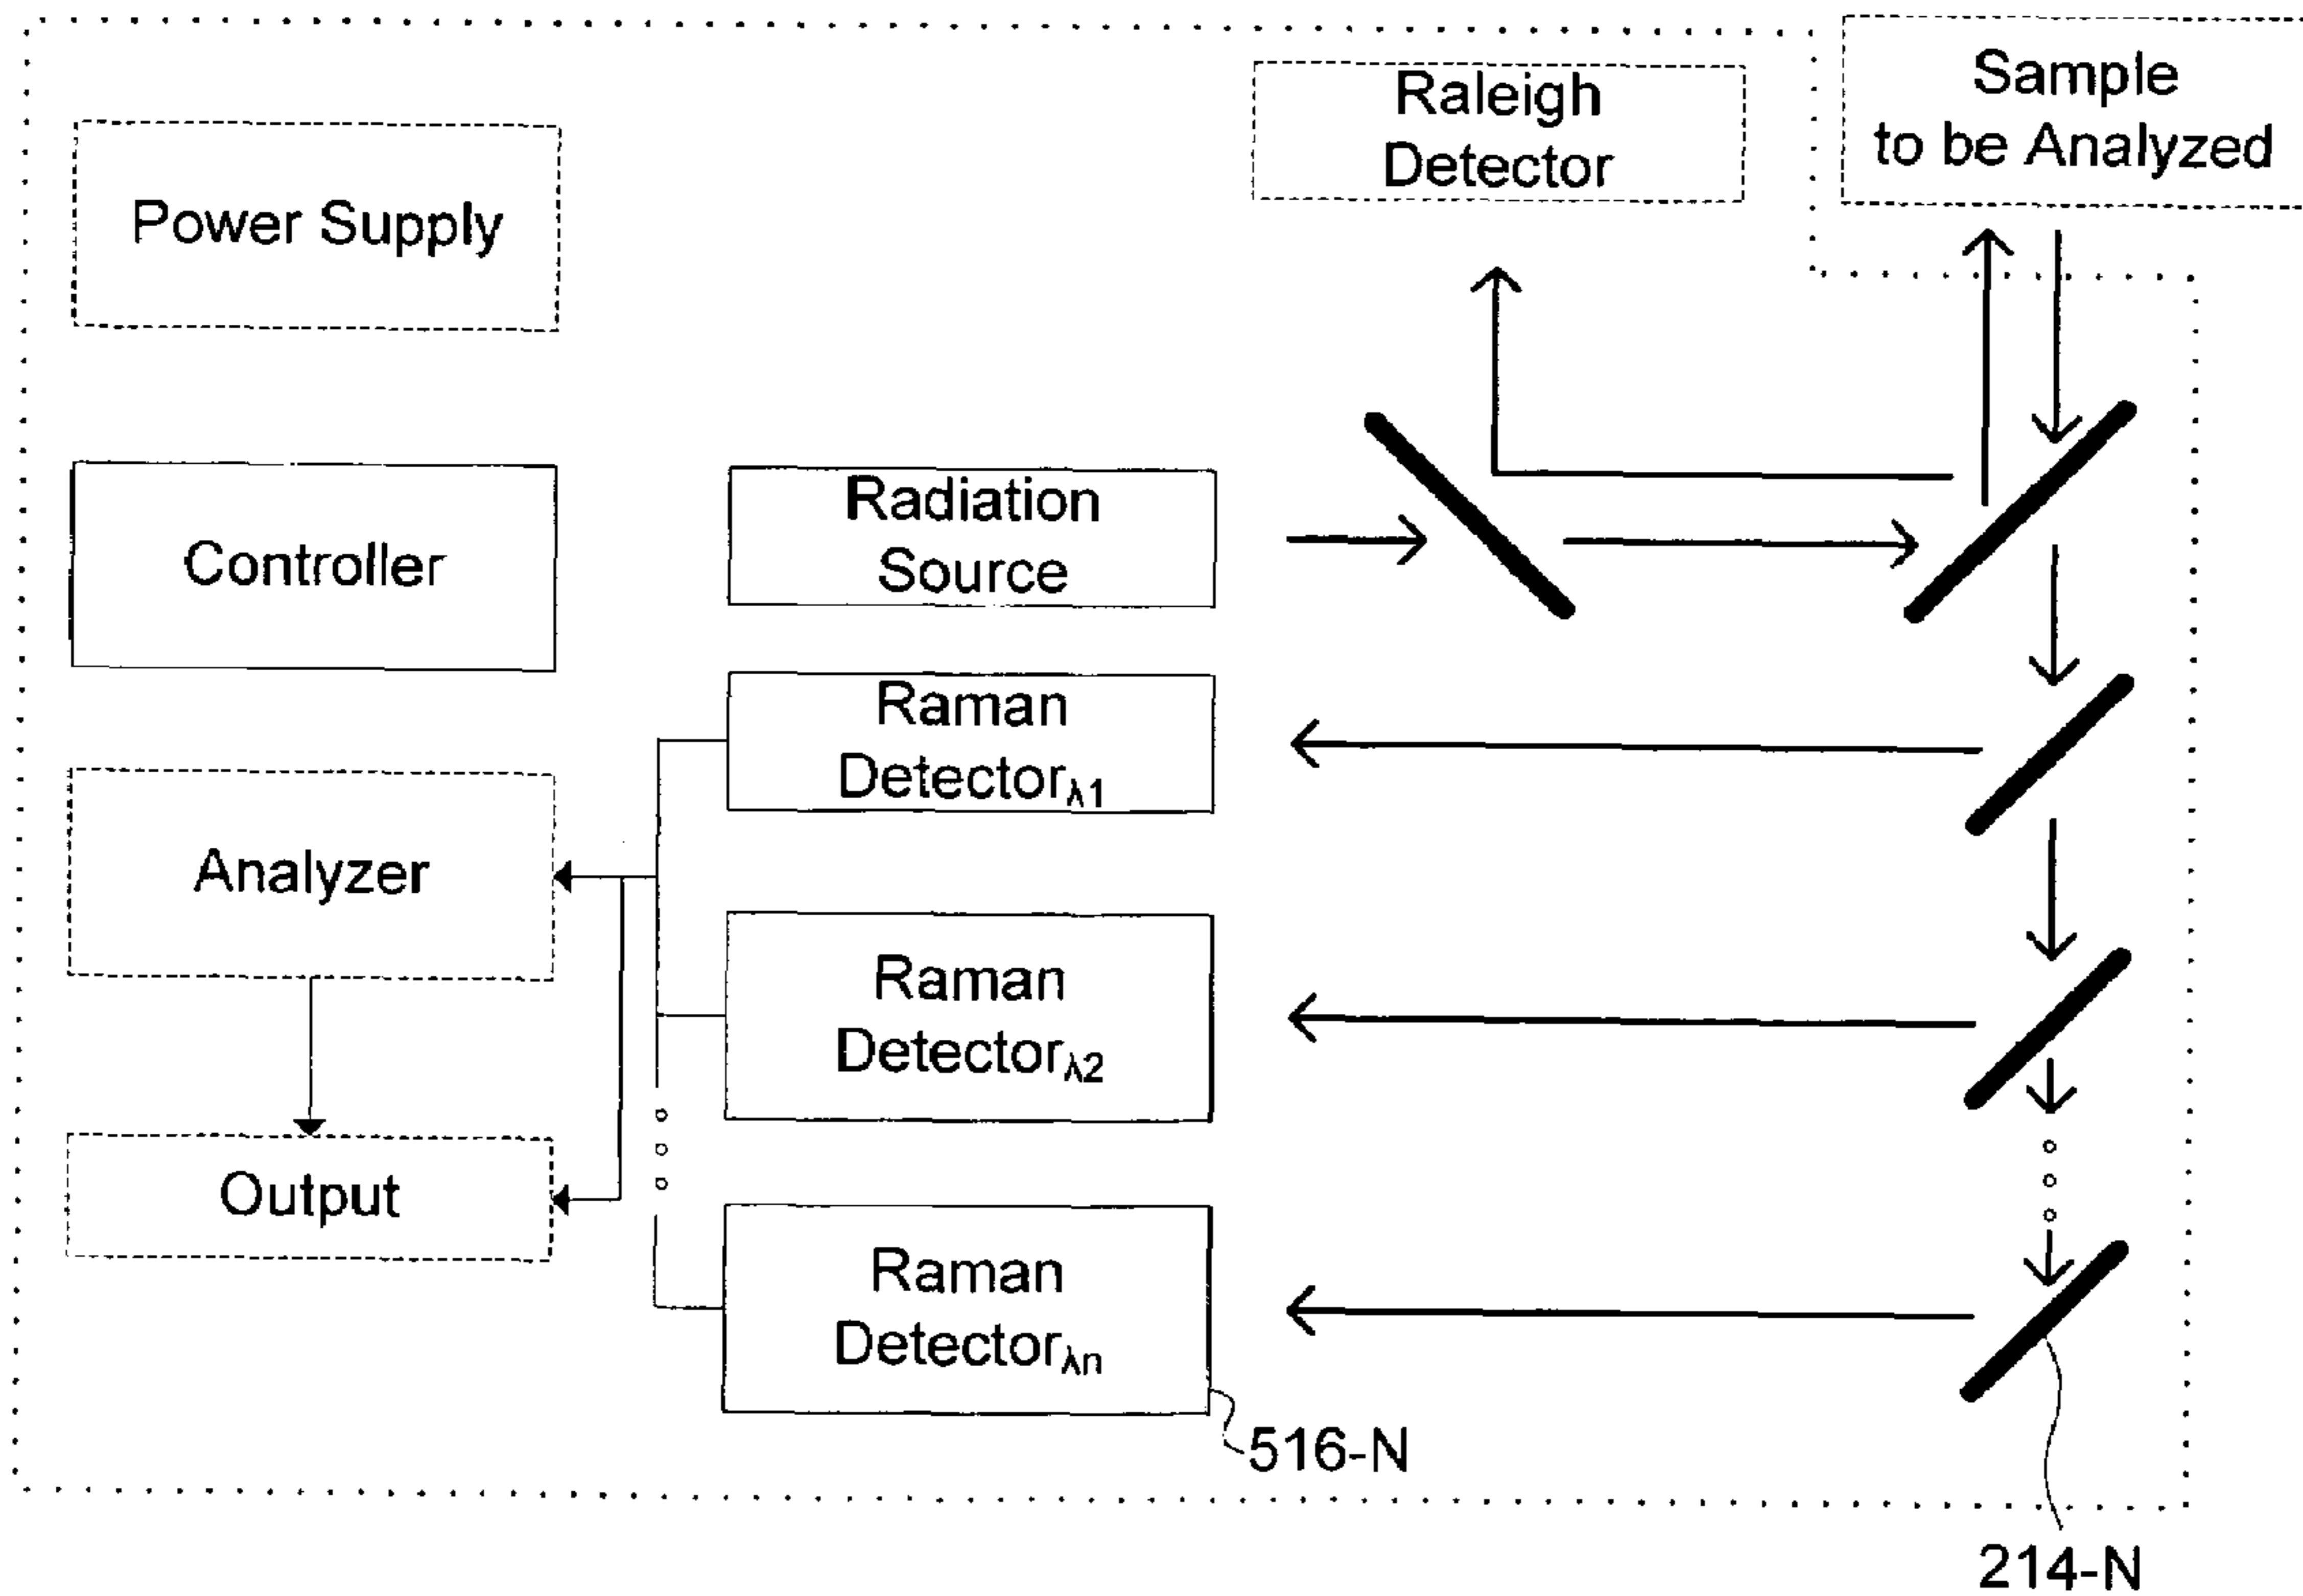 Sample
to be Analyzed
Raleigh
Detector
Power Supply
Radiation
Source
Controller
Raman
Detectorλ1
Analyzer
Raman
Detectorλ2
Output
Raman
Detectorλn
516-N
214-N